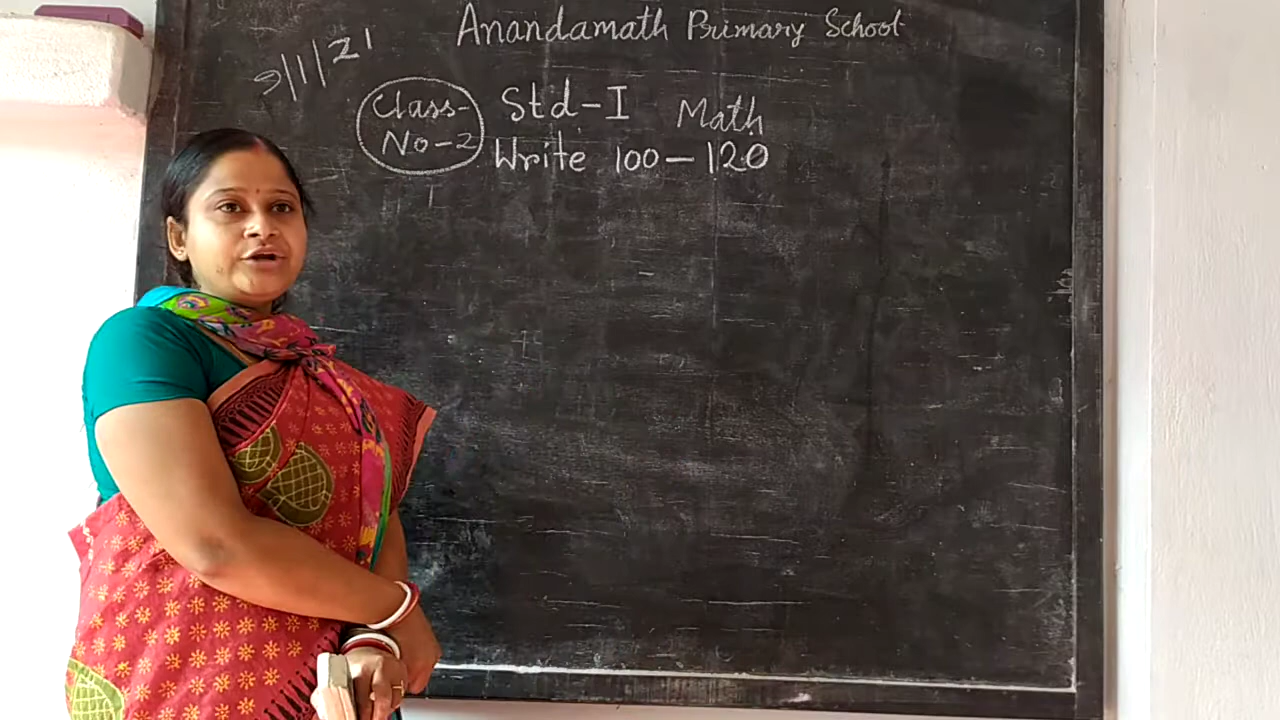 Anandamath Primary School
9/1/21
Class-
No-2
Std-I Math
Write 100-120